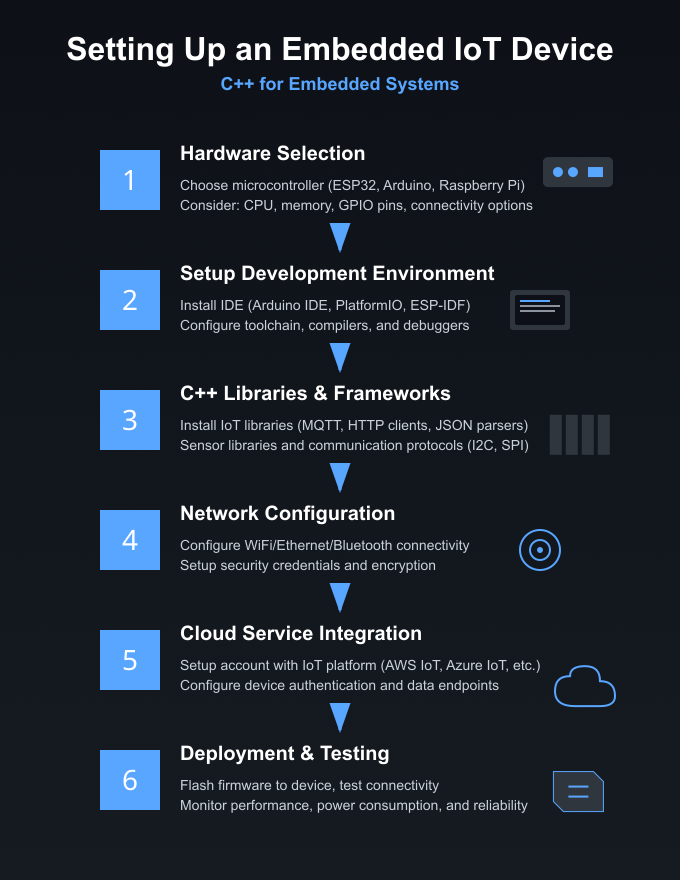 Setting Up an Embedded IoT Device
C++ for Embedded Systems
1
Hardware Selection
Choose microcontroller (ESP32, Arduino, Raspberry Pi)
Consider: CPU, memory, GPIO pins, connectivity options
2
Setup Development Environment
Install IDE (Arduino IDE, PlatformIO, ESP-IDF)
Configure toolchain, compilers, and debuggers
3
C++ Libraries & Frameworks
Install IoT libraries (MQTT, HTTP clients, JSON parsers)
Sensor libraries and communication protocols (I2C, SPI)
4
Network Configuration
Configure WiFi/Ethernet/Bluetooth connectivity
Setup security credentials and encryption
5
Cloud Service Integration
Setup account with IoT platform (AWS IoT, Azure IoT, etc.)
Configure device authentication and data endpoints
6
Deployment & Testing
Flash firmware to device, test connectivity
Monitor performance, power consumption, and reliability